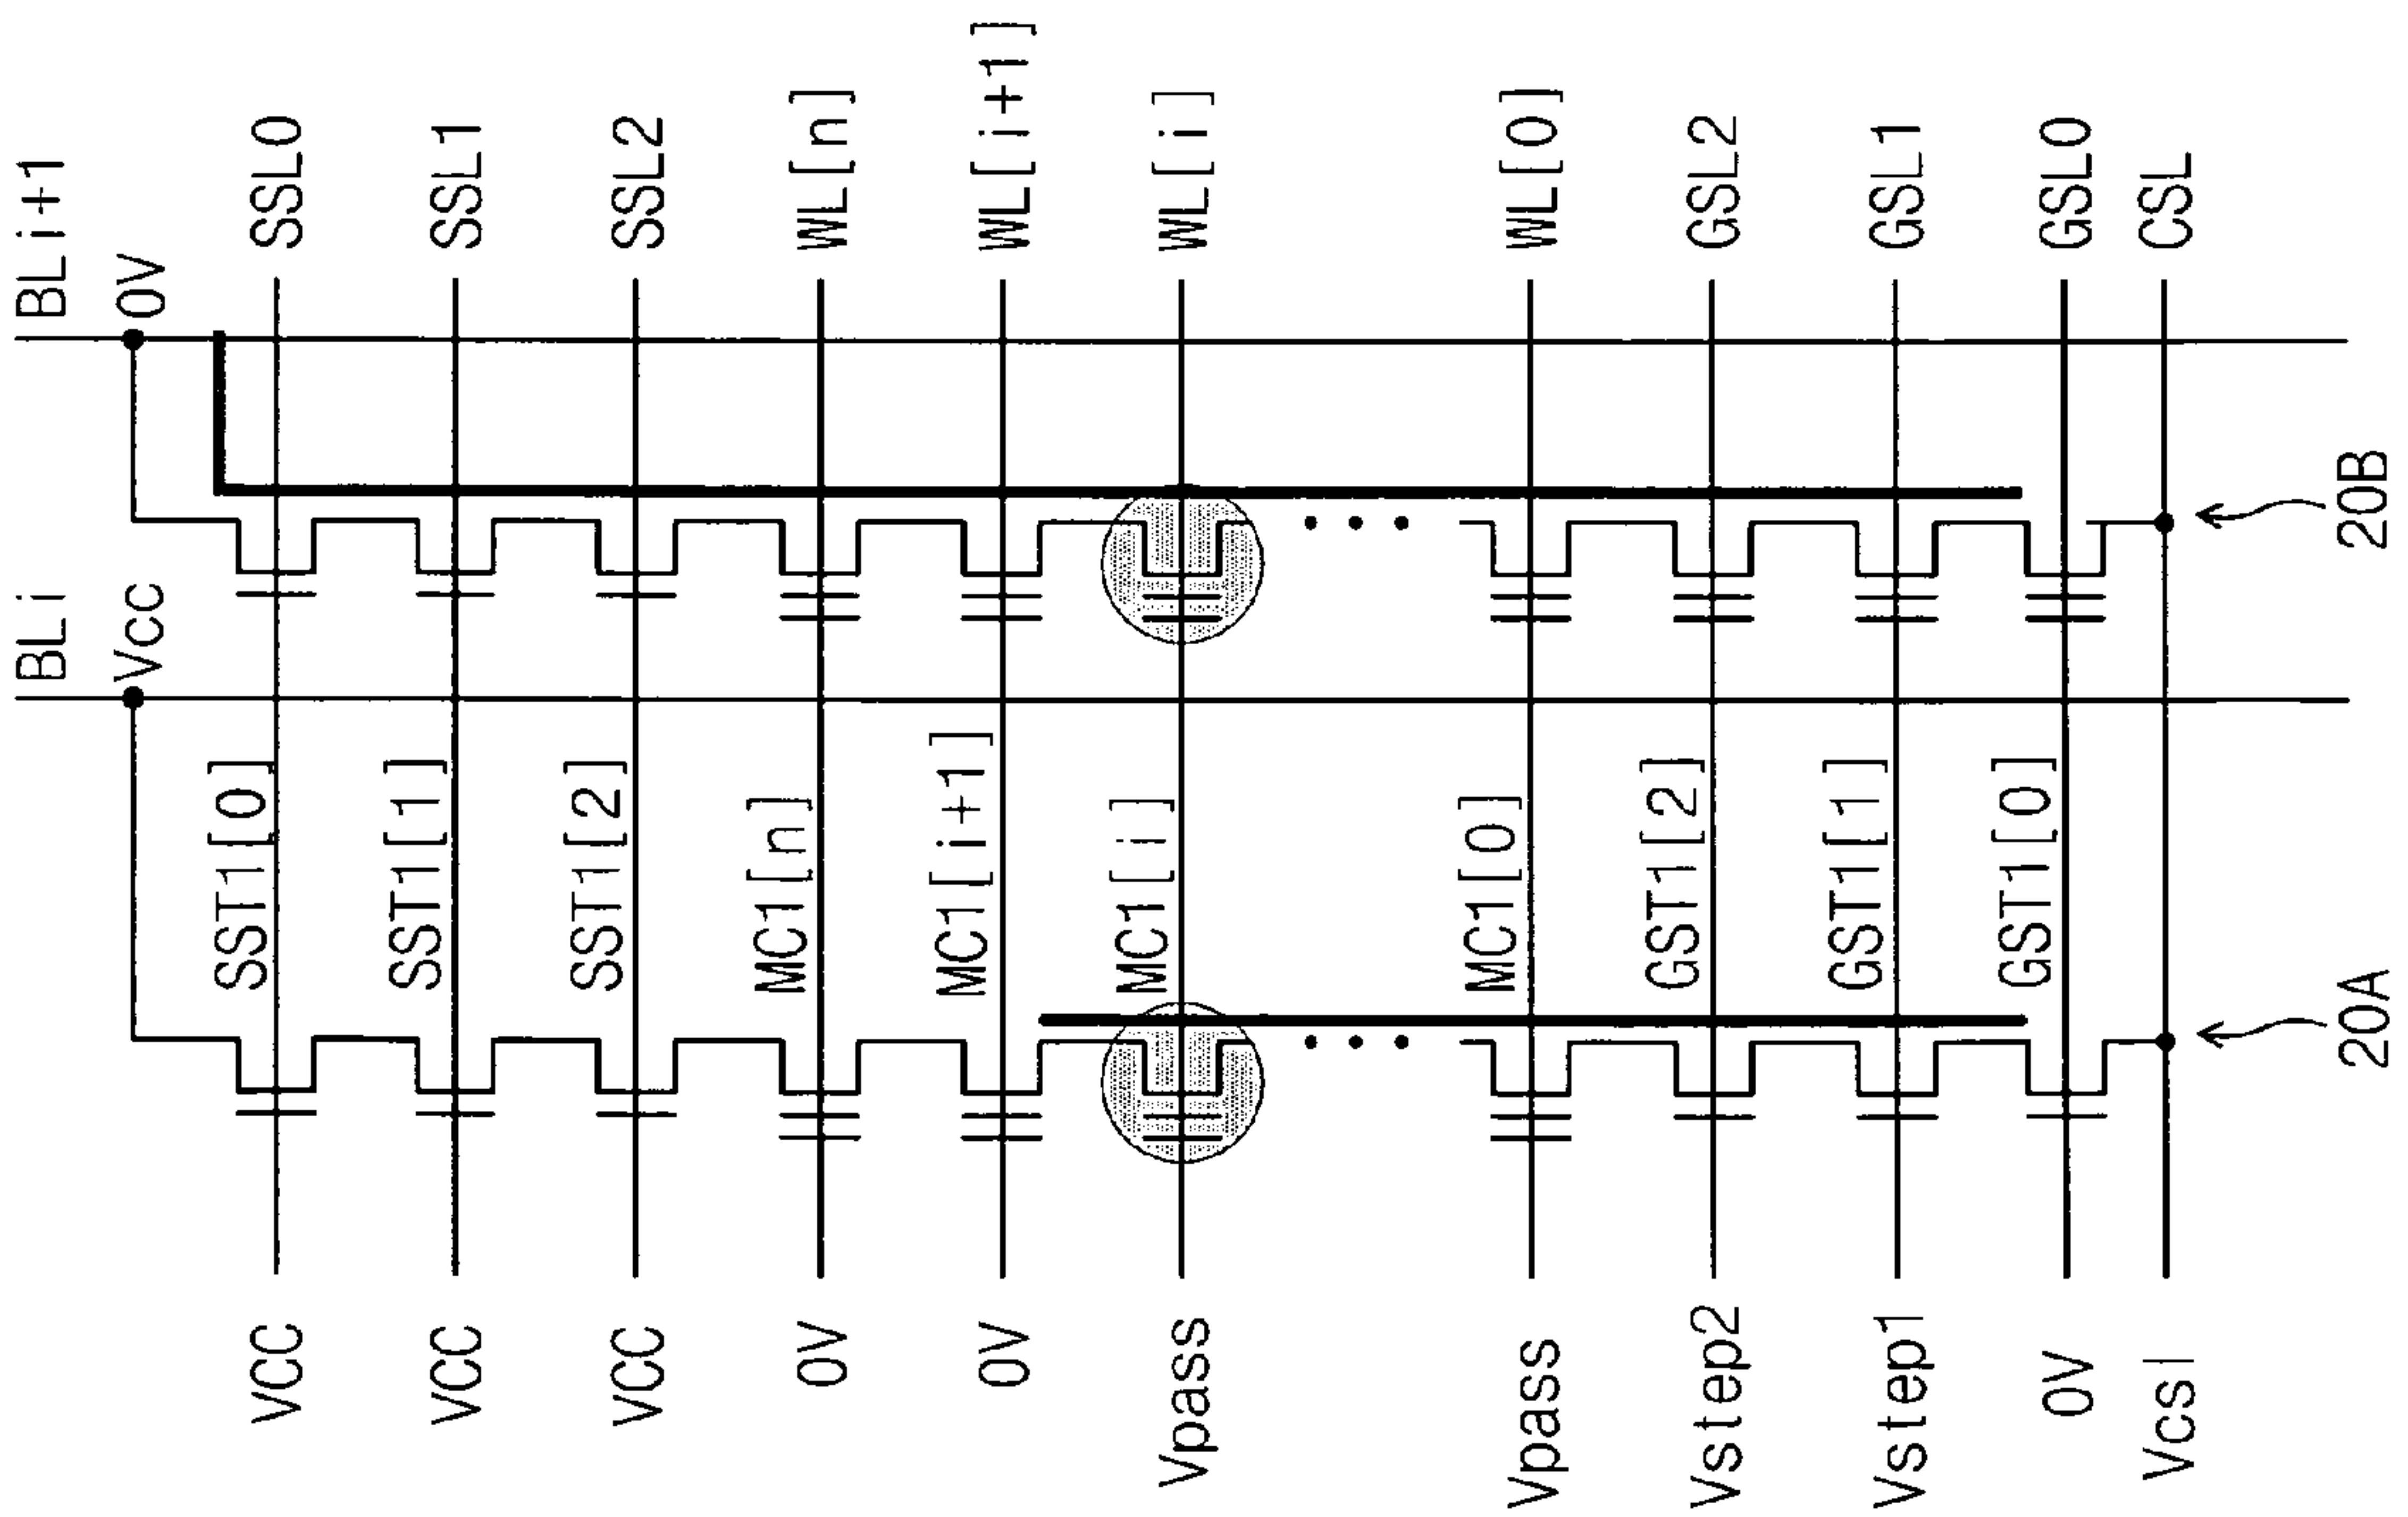 BLi BLi+1
Vcc 0V
VCC SST1[0] SSL0
VCC SST1[1] SSL1
VCC SST1[2] SSL2
0V MC1[n] WL[n]
0V MC1[i+1] WL[i+1]
Vpass MC1[i] WL[i]
Vpass MC1[0] WL[0]
Vstep2 GST1[2] GSL2
Vstep1 GST1[1] GSL1
0V GST1[0] GSL0
Vcsl CSL
20A 20B